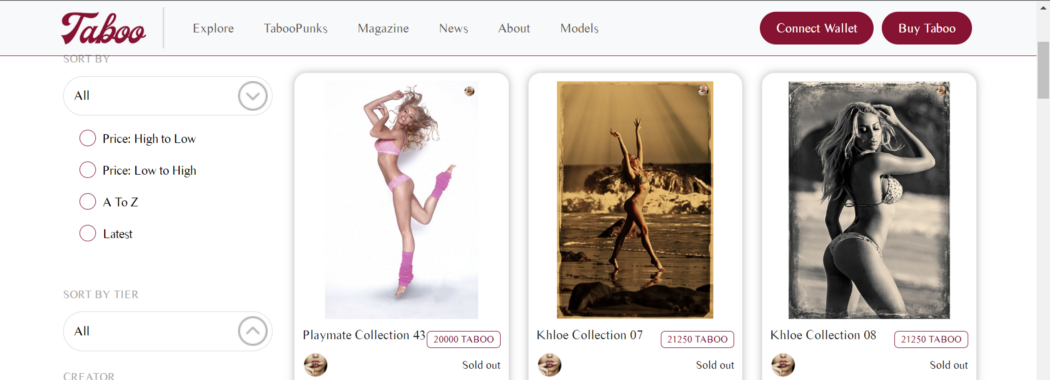 Taboo
Explore TabooPunks Magazine News About Models
Connect Wallet Buy Taboo
SORT BY
All
Price: High to Low
Price: Low to High
A To Z
Latest
SORT BY TIER
All
CREATOR
Playmate Collection 43 20000 TABOO
Sold out
Khloe Collection 07 21250 TABOO
Sold out
Khloe Collection 08 21250 TABOO
Sold out